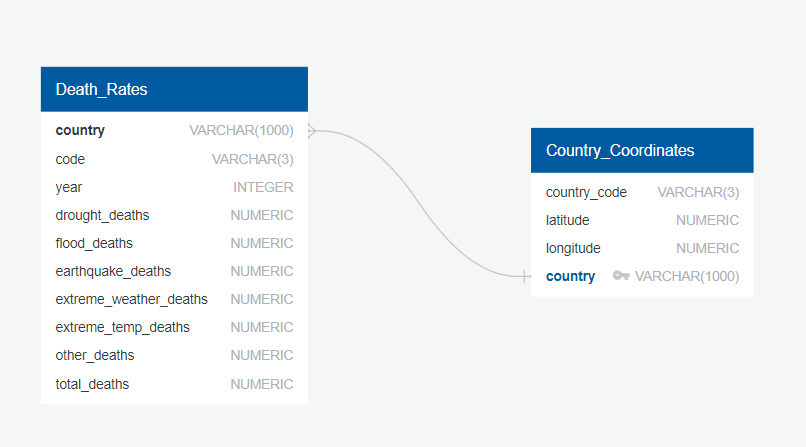 Death_Rates
country VARCHAR(1000)
code VARCHAR(3)
year INTEGER
drought_deaths NUMERIC
flood_deaths NUMERIC
earthquake_deaths NUMERIC
extreme_weather_deaths NUMERIC
extreme_temp_deaths NUMERIC
other_deaths NUMERIC
total_deaths NUMERIC
Country_Coordinates
country_code VARCHAR(3)
latitude NUMERIC
longitude NUMERIC
country VARCHAR(1000)